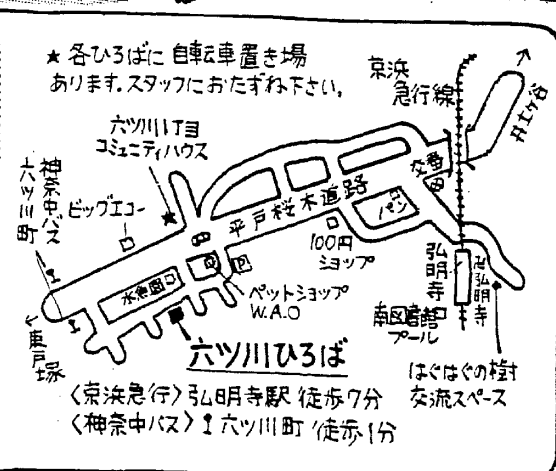 ★各ひろばに自転車置き場
あります。スタッフにおたずね下さい。
京浜
急行線
井土ヶ谷
六ツ川1丁目
コミュニティハウス
神奈中バス
六ツ川町
ビッグエコー
平戸桜木道路
交番
パン
100円
ショップ
弘明寺
卍弘明寺
ペットショップ
W.A.O
南図書館
プール
←東戸塚
六ツ川ひろば
はぐはぐの樹
交流スペース
〈京浜急行〉弘明寺駅 徒歩7分
〈神奈中バス〉六ツ川町 徒歩1分